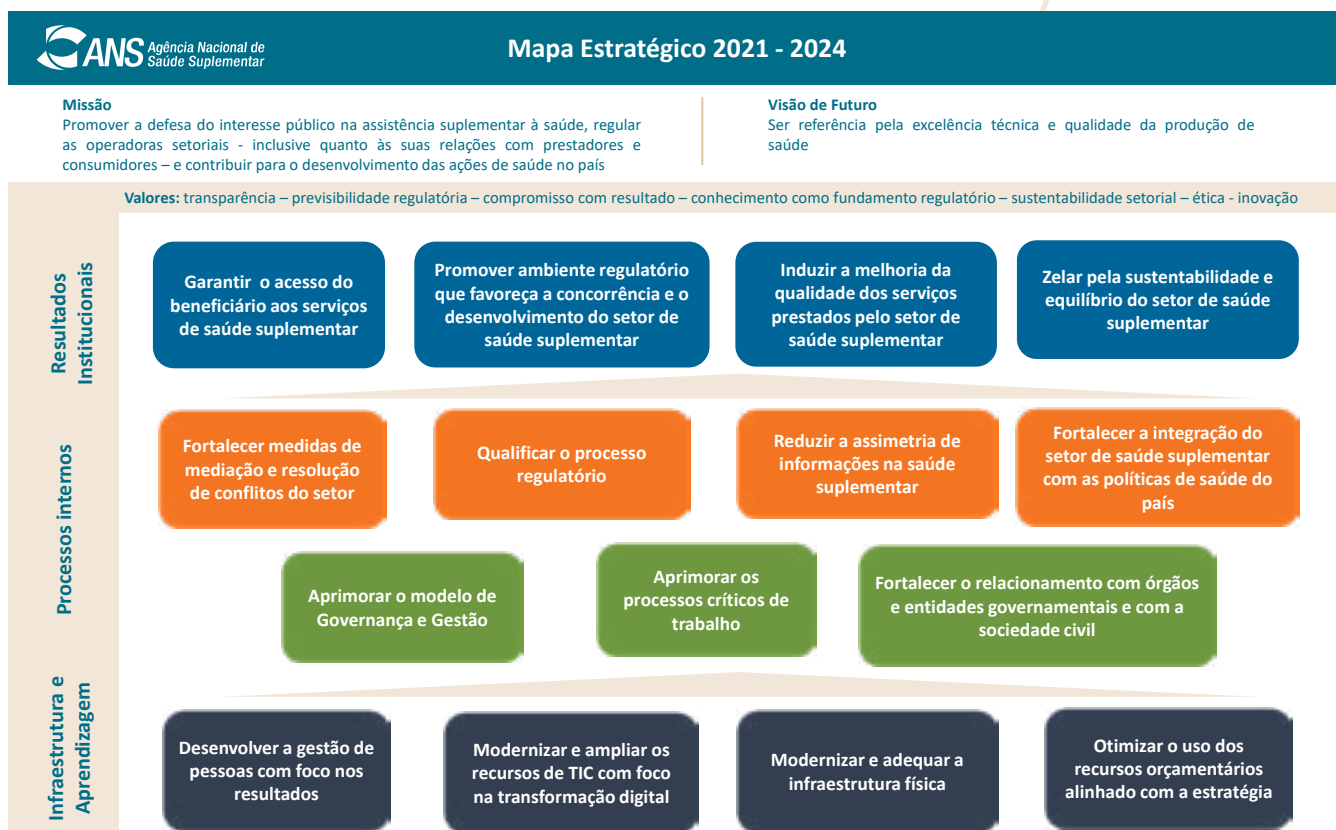 ANS Agência Nacional de
Saúde Suplementar
Mapa Estratégico 2021 - 2024
Missão
Promover a defesa do interesse público na assistência suplementar à saúde, regular
as operadoras setoriais - inclusive quanto às suas relações com prestadores e
consumidores – e contribuir para o desenvolvimento das ações de saúde no país
Visão de Futuro
Ser referência pela excelência técnica e qualidade da produção de
saúde
Valores: transparência – previsibilidade regulatória – compromisso com resultado – conhecimento como fundamento regulatório – sustentabilidade setorial – ética - inovação
Resultados
Institucionais
Garantir o acesso do
beneficiário aos serviços
de saúde suplementar
Promover ambiente regulatório
que favoreça a concorrência e o
desenvolvimento do setor de
saúde suplementar
Induzir a melhoria da
qualidade dos serviços
prestados pelo setor de
saúde suplementar
Zelar pela sustentabilidade e
equilíbrio do setor de saúde
suplementar
Processos internos
Fortalecer medidas de
mediação e resolução
de conflitos do setor
Qualificar o processo
regulatório
Reduzir a assimetria de
informações na saúde
suplementar
Fortalecer a integração do
setor de saúde suplementar
com as políticas de saúde do
país
Aprimorar o modelo de
Governança e Gestão
Aprimorar os
processos críticos de
trabalho
Fortalecer o relacionamento com órgãos
e entidades governamentais e com a
sociedade civil
Infraestrutura e
Aprendizagem
Desenvolver a gestão de
pessoas com foco nos
resultados
Modernizar e ampliar os
recursos de TIC com foco
na transformação digital
Modernizar e adequar a
infraestrutura física
Otimizar o uso dos
recursos orçamentários
alinhado com a estratégia